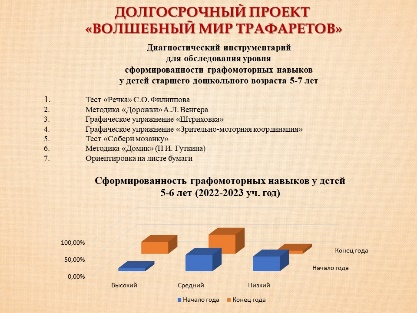 ДОЛГОСРОЧНЫЙ ПРОЕКТ
«ВОЛШЕБНЫЙ МИР ТРАФАРЕТОВ»
Диагностический инструментарий
для обследования уровня
сформированности графомоторных навыков
у детей старшего дошкольного возраста 5-7 лет
1. Тест «Речка» С.О. Филиппова
2. Методика «Дорожки» А.Л. Венгера
3. Графическое упражнение «Штриховка»
4. Графическое упражнение «Зрительно-моторная координация»
5. Тест «Собери мозаику»
6. Методика «Домик» (Н.И. Гуткина)
7. Ориентировка на листе бумаги
Сформированность графомоторных навыков у детей
5-6 лет (2022-2023 уч. год)
100,00%
50,00%
0,00%
Конец года
Начало года
Высокий Средний Низкий
Начало года Конец года